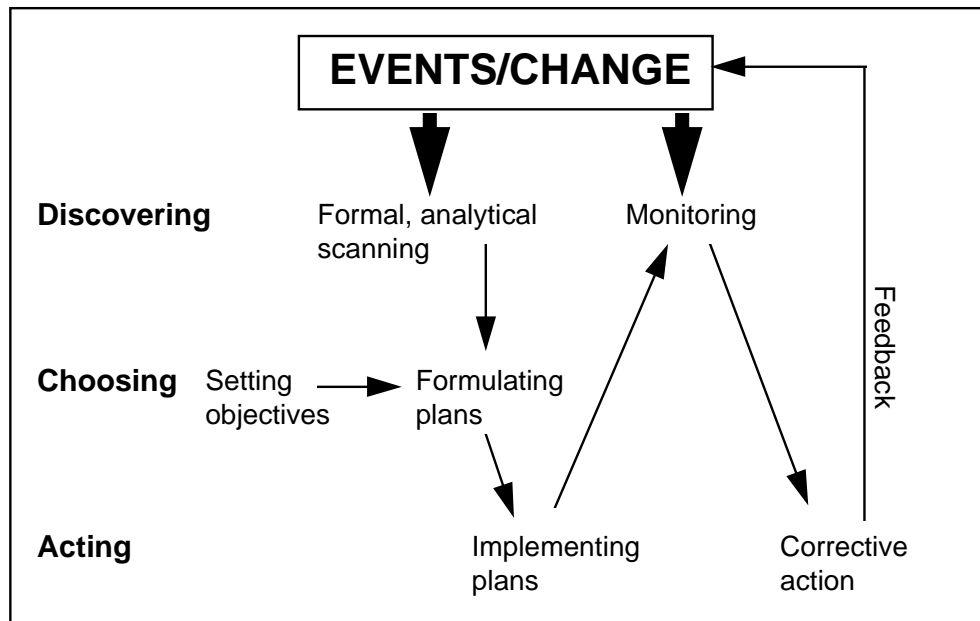 EVENTS/CHANGE
Discovering
Formal, analytical
scanning
Monitoring
Feedback
Choosing
Setting
objectives
Formulating
plans
Acting
Implementing
plans
Corrective
action